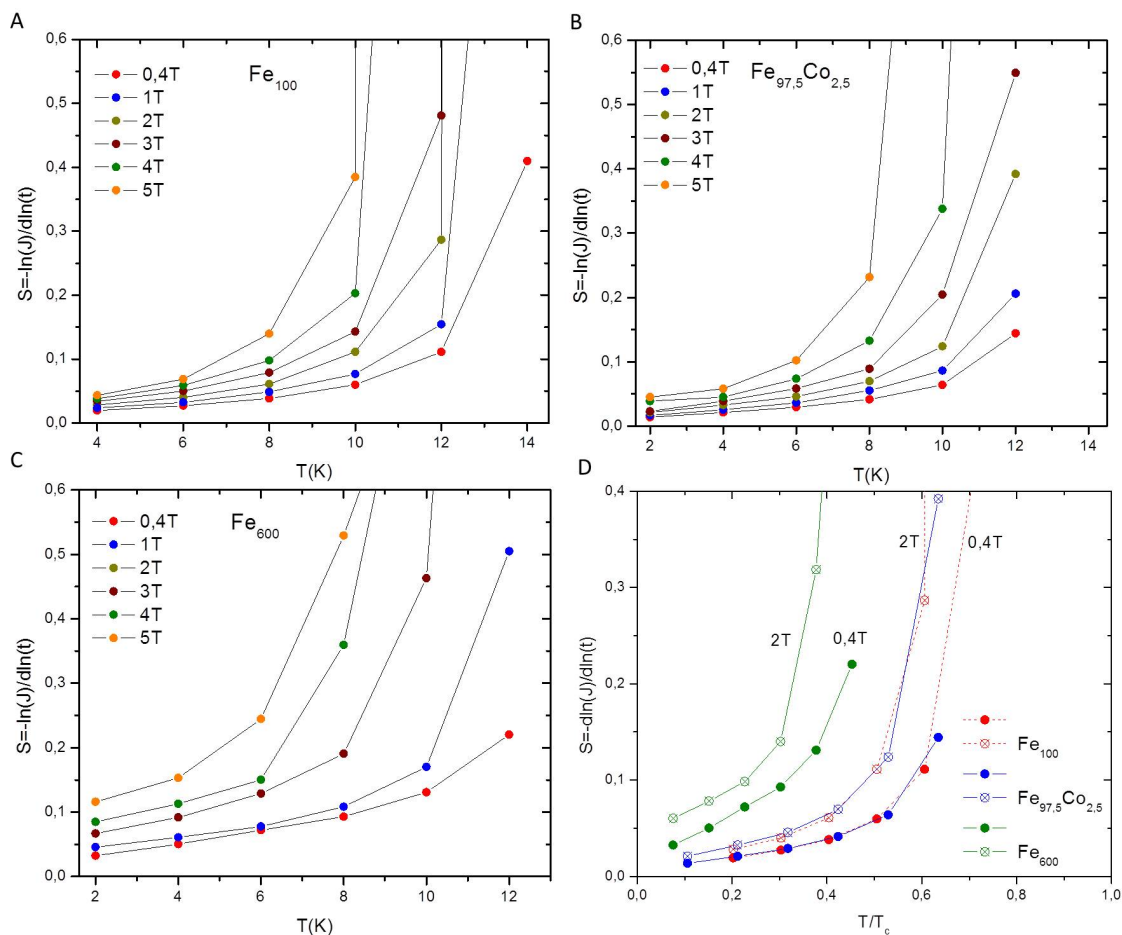 A
0,6
0,5
0,4
0,3
0,2
0,1
0,0
S=-ln(J)/dln(t)
Fe100
0,4T
1T
2T
3T
4T
5T
4 6 8 10 12 14
T(K)
B
0,6
0,5
0,4
0,3
0,2
0,1
0,0
S=-ln(J)/dln(t)
Fe97,5Co2,5
0,4T
1T
2T
3T
4T
5T
2 4 6 8 10 12 14
T(K)
C
0,6
0,5
0,4
0,3
0,2
0,1
0,0
S=-ln(J)/dln(t)
Fe600
0,4T
1T
2T
3T
4T
5T
2 4 6 8 10 12
T(K)
D
0,4
0,3
0,2
0,1
0,0
S=-dln(J)/dln(t)
2T
0,4T
2T
0,4T
Fe100
Fe97,5Co2,5
Fe600
0,0 0,2 0,4 0,6 0,8 1,0
T/Tc